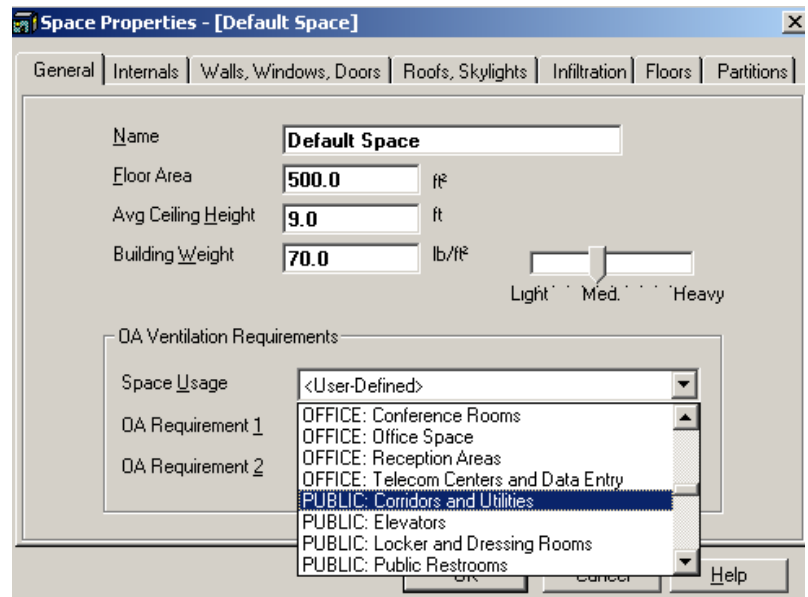 Space Properties - [Default Space]
General Internals Walls, Windows, Doors Roofs, Skylights Infiltration Floors Partitions
Name Default Space
Floor Area 500.0 ft²
Avg Ceiling Height 9.0 ft
Building Weight 70.0 lb/ft²
Light Med. Heavy
OA Ventilation Requirements
Space Usage <User-Defined>
OA Requirement 1
OA Requirement 2
OFFICE: Conference Rooms
OFFICE: Office Space
OFFICE: Reception Areas
OFFICE: Telecom Centers and Data Entry
PUBLIC: Corridors and Utilities
PUBLIC: Elevators
PUBLIC: Locker and Dressing Rooms
PUBLIC: Public Restrooms
OK Cancel Help